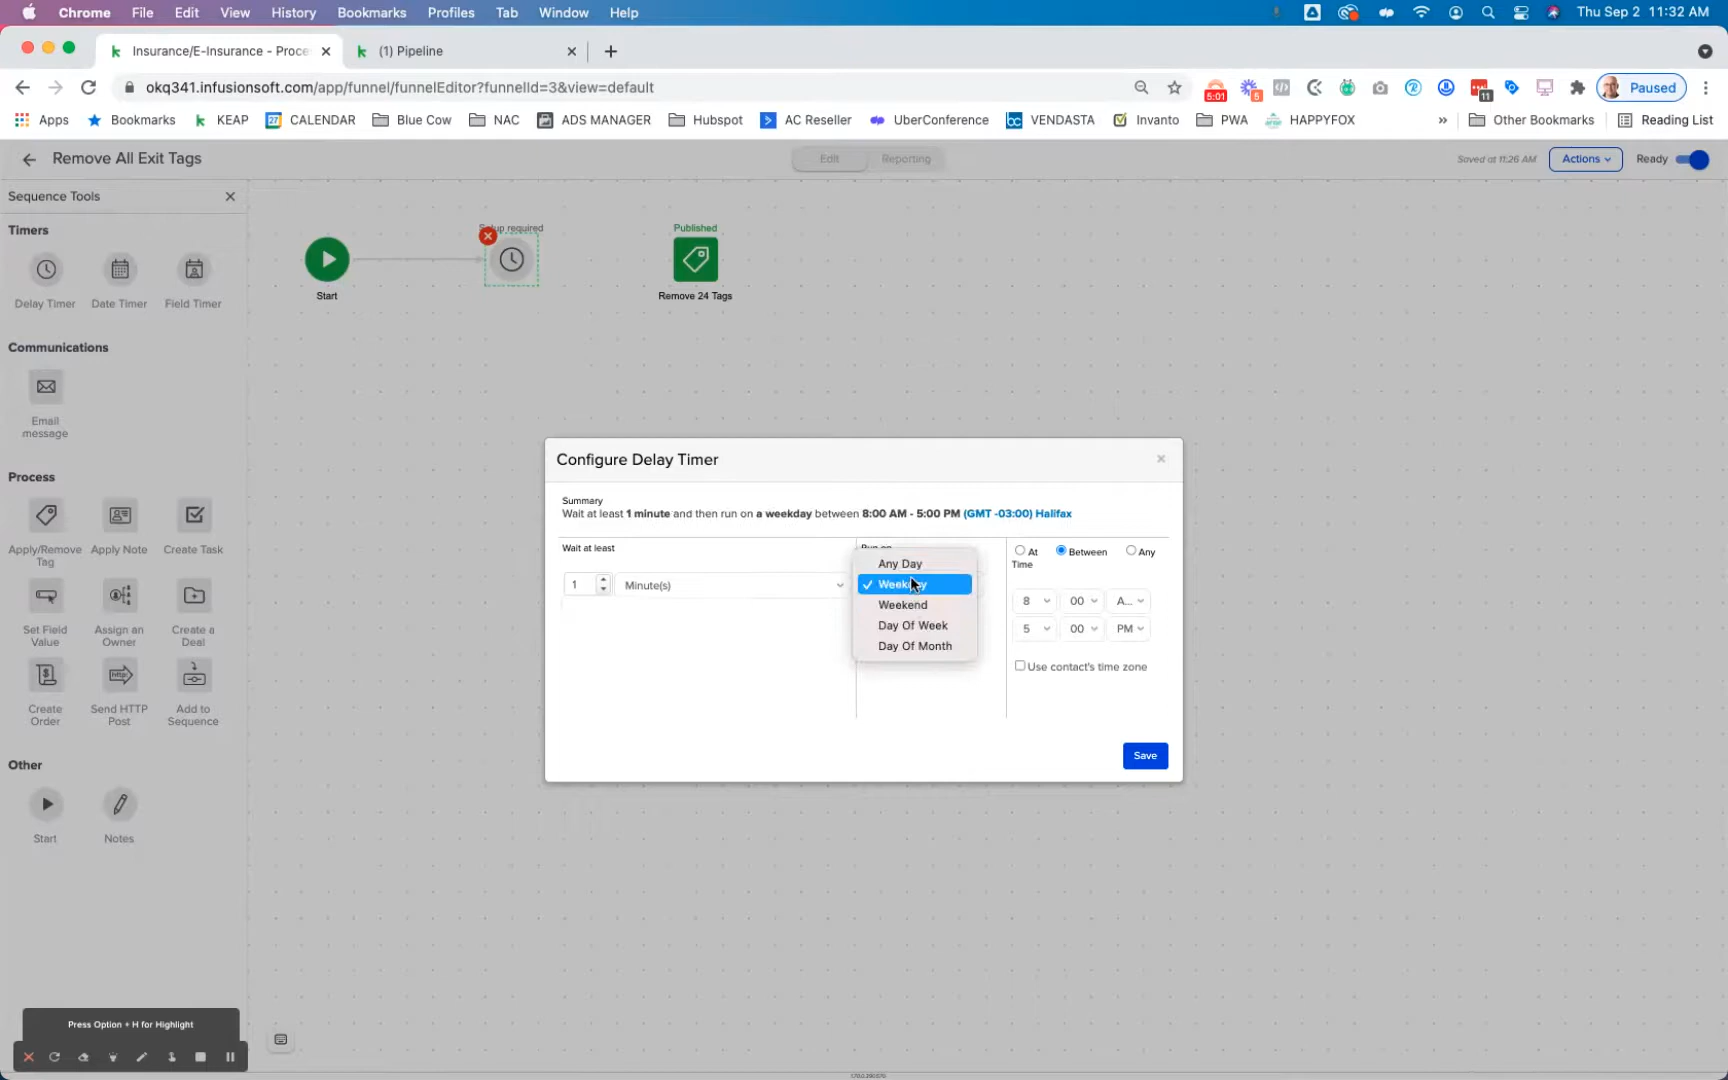 Chrome File Edit View History Bookmarks Profiles Tab Window Help Thu Sep 2 11:32 AM
Insurance/E-Insurance - Proce (1) Pipeline
okq341.infusionsoft.com/app/funnel/funnelEditor?funnelId=3&view=default 5:01 5 11 Paused
Apps Bookmarks KEAP 27 CALENDAR Blue Cow NAC ADS MANAGER Hubspot AC Reseller UberConference VENDASTA Invanto PWA HAPPYFOX » Other Bookmarks Reading List
Remove All Exit Tags Edit Reporting Saved at 11:26 AM Actions Ready
Sequence Tools
Timers
Delay Timer Date Timer Field Timer
Communications
Email
message
Process
Apply/Remove
Tag
Apply Note
Create Task
Set Field
Value
Assign an
Owner
Create a
Deal
Create
Order
Send HTTP
Post
Add to
Sequence
Other
Start Notes
required
Published
Start
Remove 24 Tags
Configure Delay Timer
Summary
Wait at least 1 minute and then run on a weekday between 8:00 AM - 5:00 PM (GMT -03:00) Halifax
Wait at least
1 Minute(s)
Any Day
Weekday
Weekend
Day Of Week
Day Of Month
At Between Any
Time
8 00 A...
5 00 PM
Use contact's time zone
Save
Press Option + H for Highlight